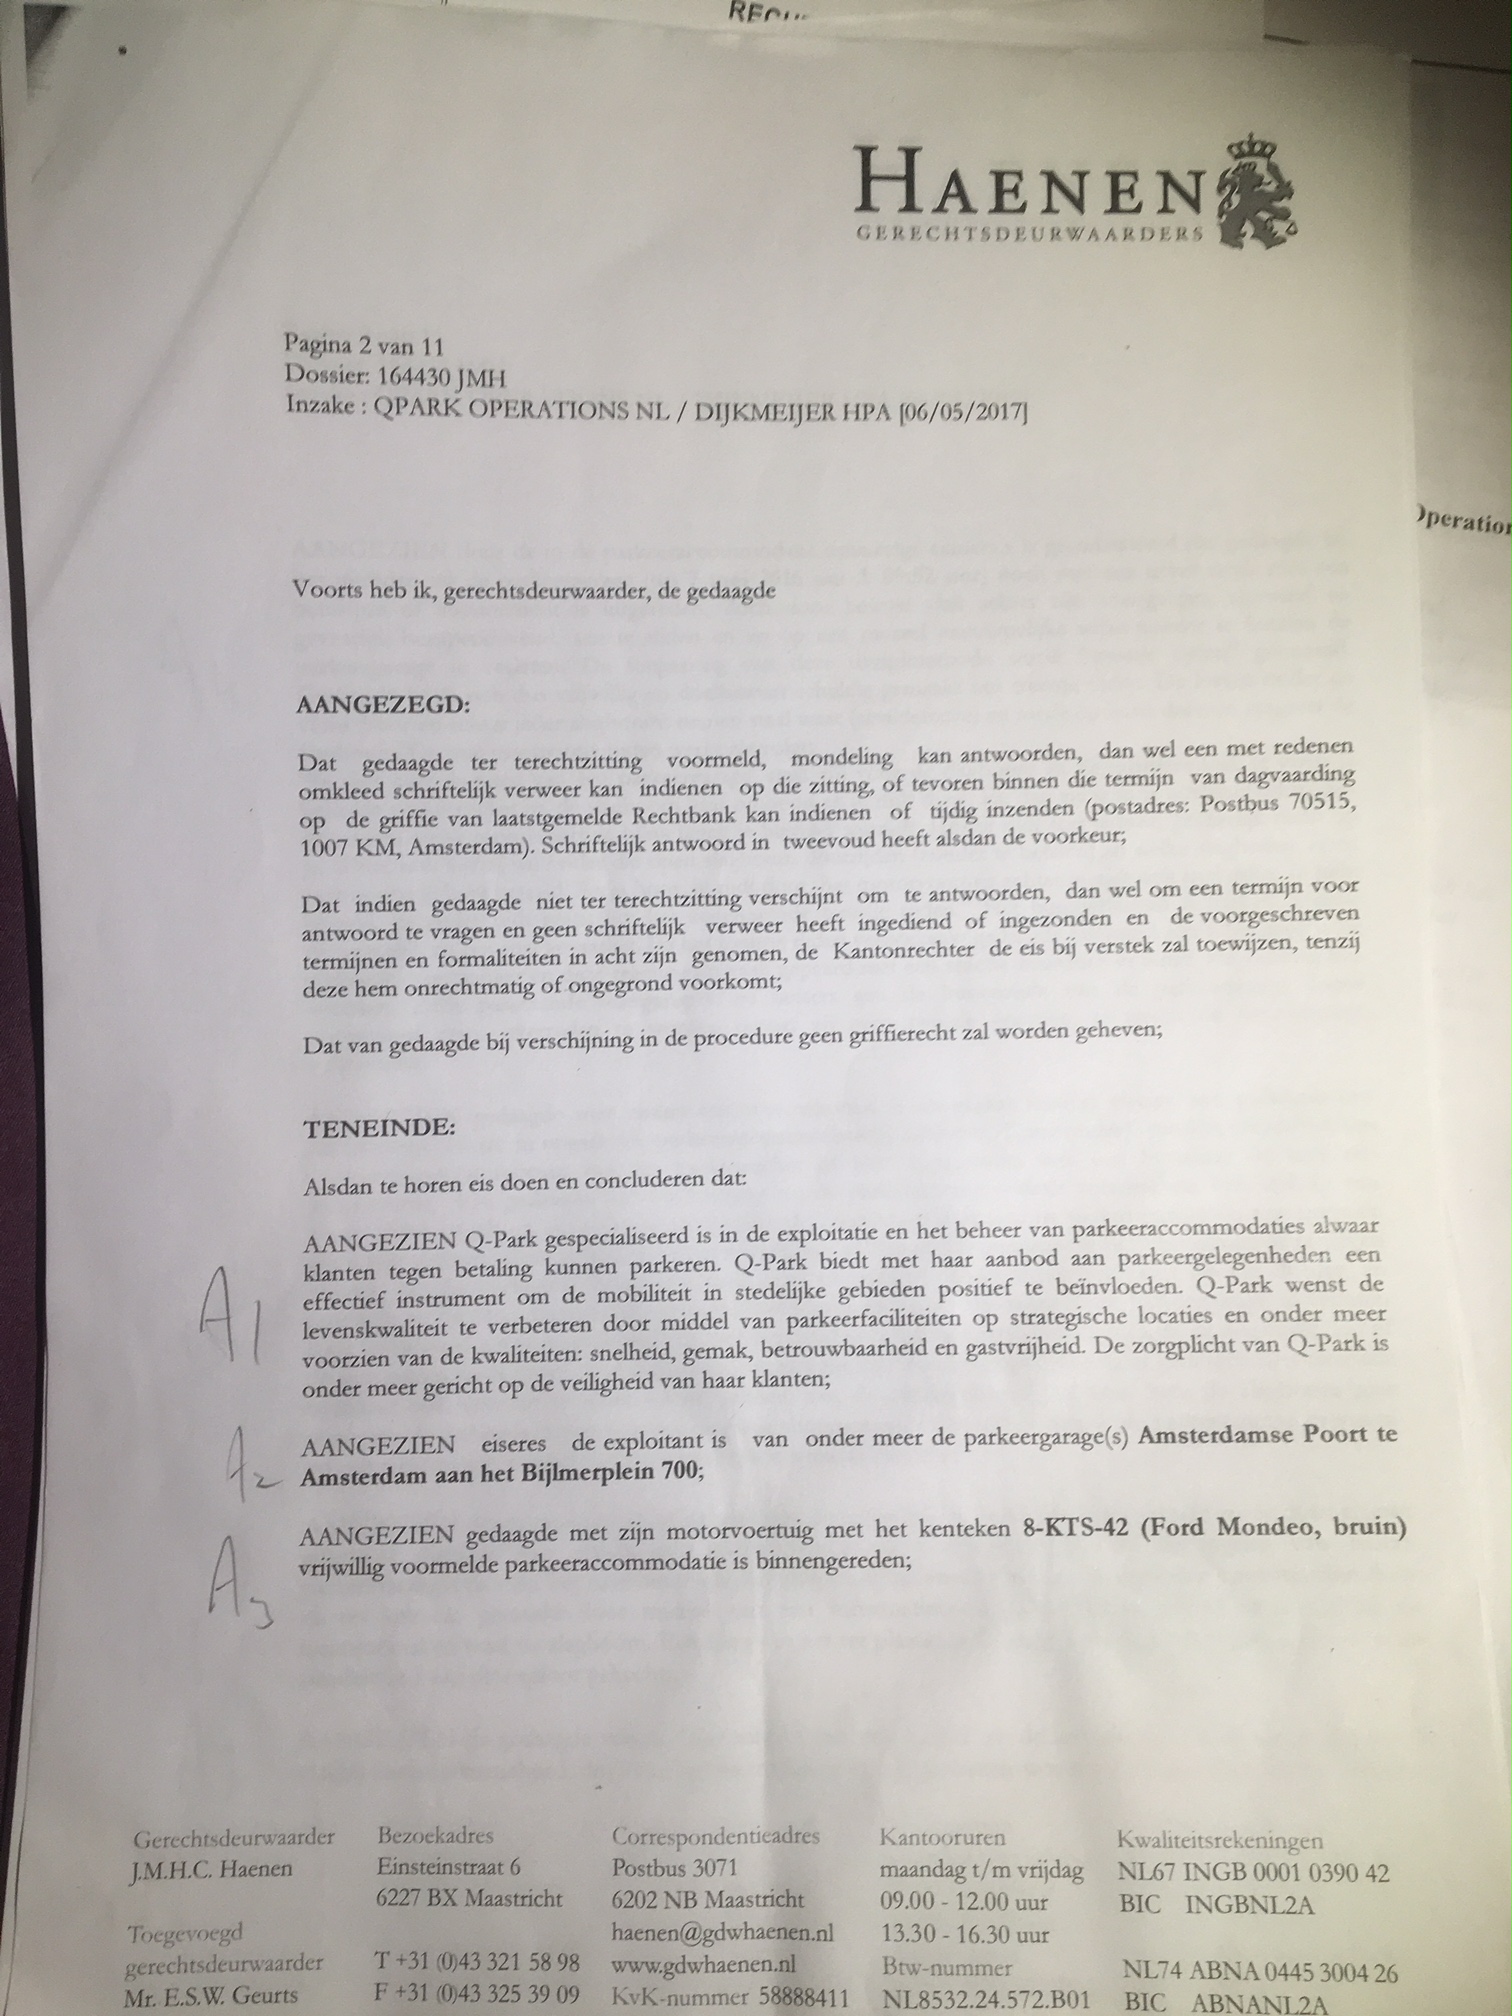 HAENEN
GERECHTSDEURWAARDERS
Pagina 2 van 11
Dossier: 164430 JMH
Inzake : QPARK OPERATIONS NL / DIJKMEIJER HPA [06/05/2017]
Voorts heb ik, gerechtsdeurwaarder, de gedaagde
AANGEZEGD:
Dat gedaagde ter terechtzitting voormeld, mondeling kan antwoorden, dan wel een met redenen
omkleed schriftelijk verweer kan indienen op die zitting, of tevoren binnen die termijn van dagvaarding
op de griffie van laatstgemelde Rechtbank kan indienen of tijdig inzenden (postadres: Postbus 70515,
1007 KM, Amsterdam). Schriftelijk antwoord in tweevoud heeft alsdan de voorkeur;
Dat indien gedaagde niet ter terechtzitting verschijnt om te antwoorden, dan wel om een termijn voor
antwoord te vragen en geen schriftelijk verweer heeft ingediend of ingezonden en de voorgeschreven
termijnen en formaliteiten in acht zijn genomen, de Kantonrechter de eis bij verstek zal toewijzen, tenzij
deze hem onrechtmatig of ongegrond voorkomt;
Dat van gedaagde bij verschijning in de procedure geen griffierecht zal worden geheven;
TENEINDE:
Alsdan te horen eis doen en concluderen dat:
A1
AANGEZIEN Q-Park gespecialiseerd is in de exploitatie en het beheer van parkeeraccommodaties alwaar
klanten tegen betaling kunnen parkeren. Q-Park biedt met haar aanbod aan parkeergelegenheden een
effectief instrument om de mobiliteit in stedelijke gebieden positief te beïnvloeden. Q-Park wenst de
levenskwaliteit te verbeteren door middel van parkeerfaciliteiten op strategische locaties en onder meer
voorzien van de kwaliteiten: snelheid, gemak, betrouwbaarheid en gastvrijheid. De zorgplicht van Q-Park is
onder meer gericht op de veiligheid van haar klanten;
A2
AANGEZIEN eiseres de exploitant is van onder meer de parkeergarage(s) Amsterdamse Poort te
Amsterdam aan het Bijlmerplein 700;
A3
AANGEZIEN gedaagde met zijn motorvoertuig met het kenteken 8-KTS-42 (Ford Mondeo, bruin)
vrijwillig voormelde parkeeraccommodatie is binnengereden;
Gerechtsdeurwaarder
J.M.H.C. Haenen
Toegevoegd
gerechtsdeurwaarder
Mr. E.S.W. Geurts
Bezoekadres
Einsteinstraat 6
6227 BX Maastricht
T +31 (0)43 321 58 98
F +31 (0)43 325 39 09
Correspondentieadres
Postbus 3071
6202 NB Maastricht
haenen@gdwhaenen.nl
www.gdwhaenen.nl
KvK-nummer 58888411
Kantooruren
maandag t/m vrijdag
09.00 - 12.00 uur
13.30 - 16.30 uur
Btw-nummer
NL8532.24.572.B01
Kwaliteitsrekeningen
NL67 INGB 0001 0390 42
BIC INGBNL2A
NL74 ABNA 0445 3004 26
BIC ABNANL2A